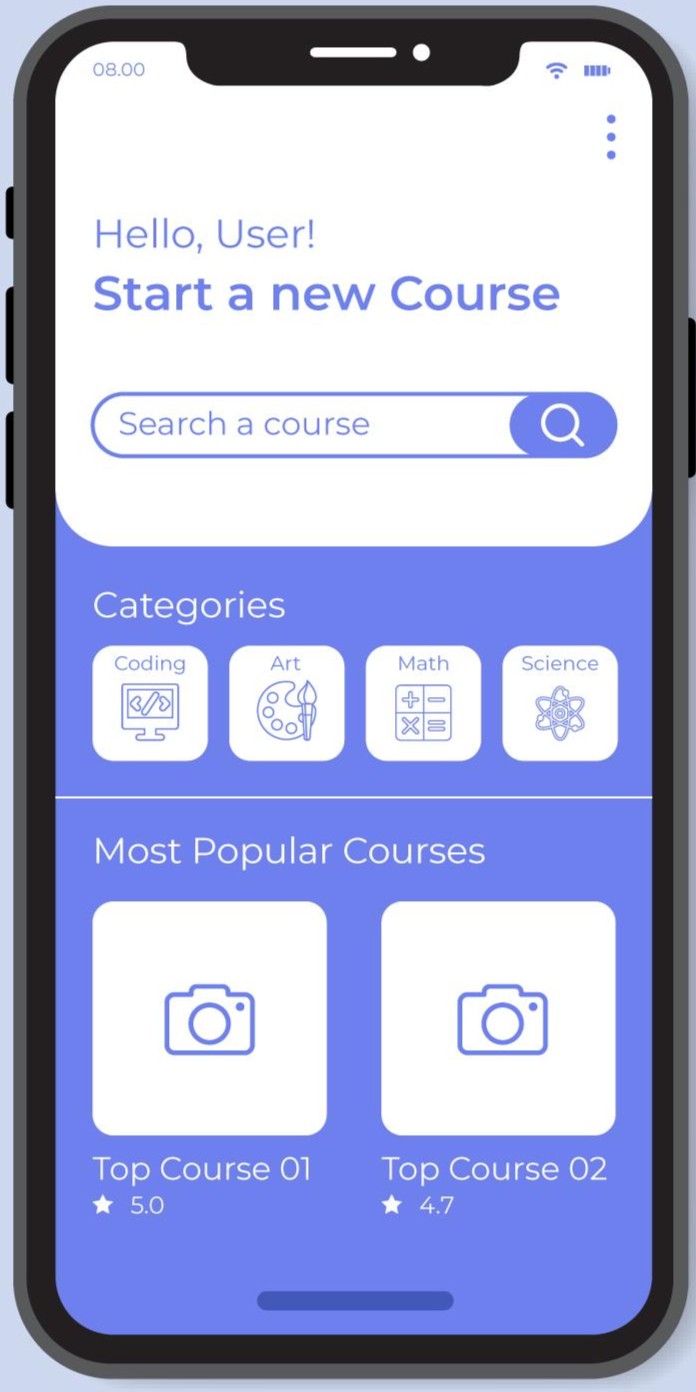 08.00
Hello, User!
Start a new Course
Search a course
Categories
Coding Art Math Science
Most Popular Courses
Top Course 01 Top Course 02
5.0 4.7